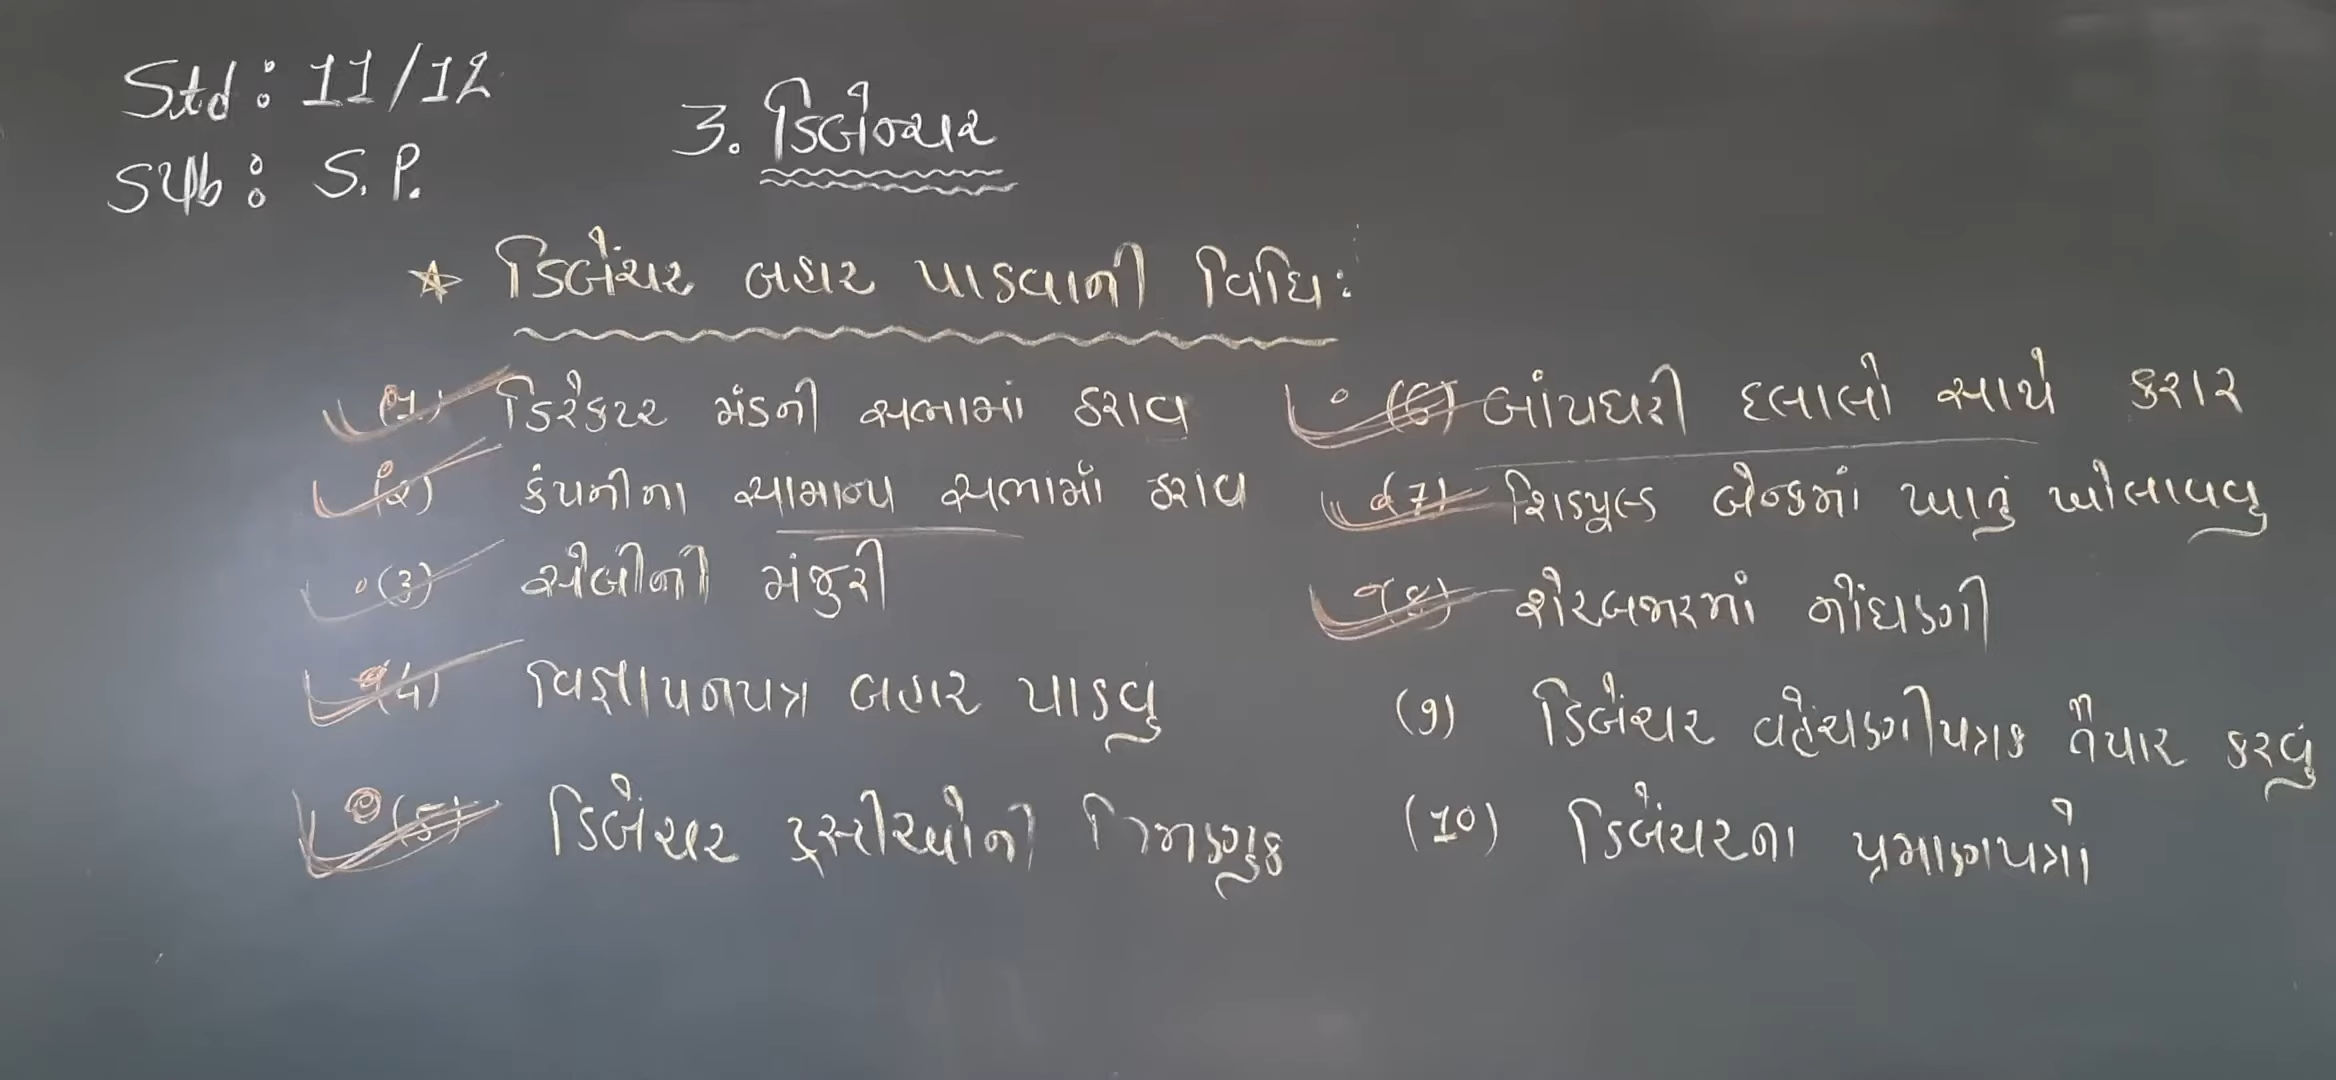 Std: 11/12
Sub: S. P.
3. ડિબેન્ચર
★ ડિબેંચર બહાર પાડવાની વિધિ:
(1) ડિરેક્ટર મંડની સભામાં ઠરાવ
(2) કંપનીના સામાન્ય સભામાં ઠરાવ
(3) સેબીની મંજુરી
(4) વિજ્ઞાપનપત્ર બહાર પાડવું
(5) ડિબેંચર ટ્રસ્ટીઓની નિમણુક
(6) બાંયધરી દલાલો સાથે કરાર
(7) શિડ્યૂલ્ડ બેન્કમાં ખાતું ખોલાવવું
(8) શેરબજારમાં નોંધણી
(9) ડિબેંચર વહેંચણીપત્રક તૈયાર કરવું
(10) ડિબેંચરના પ્રમાણપત્રો